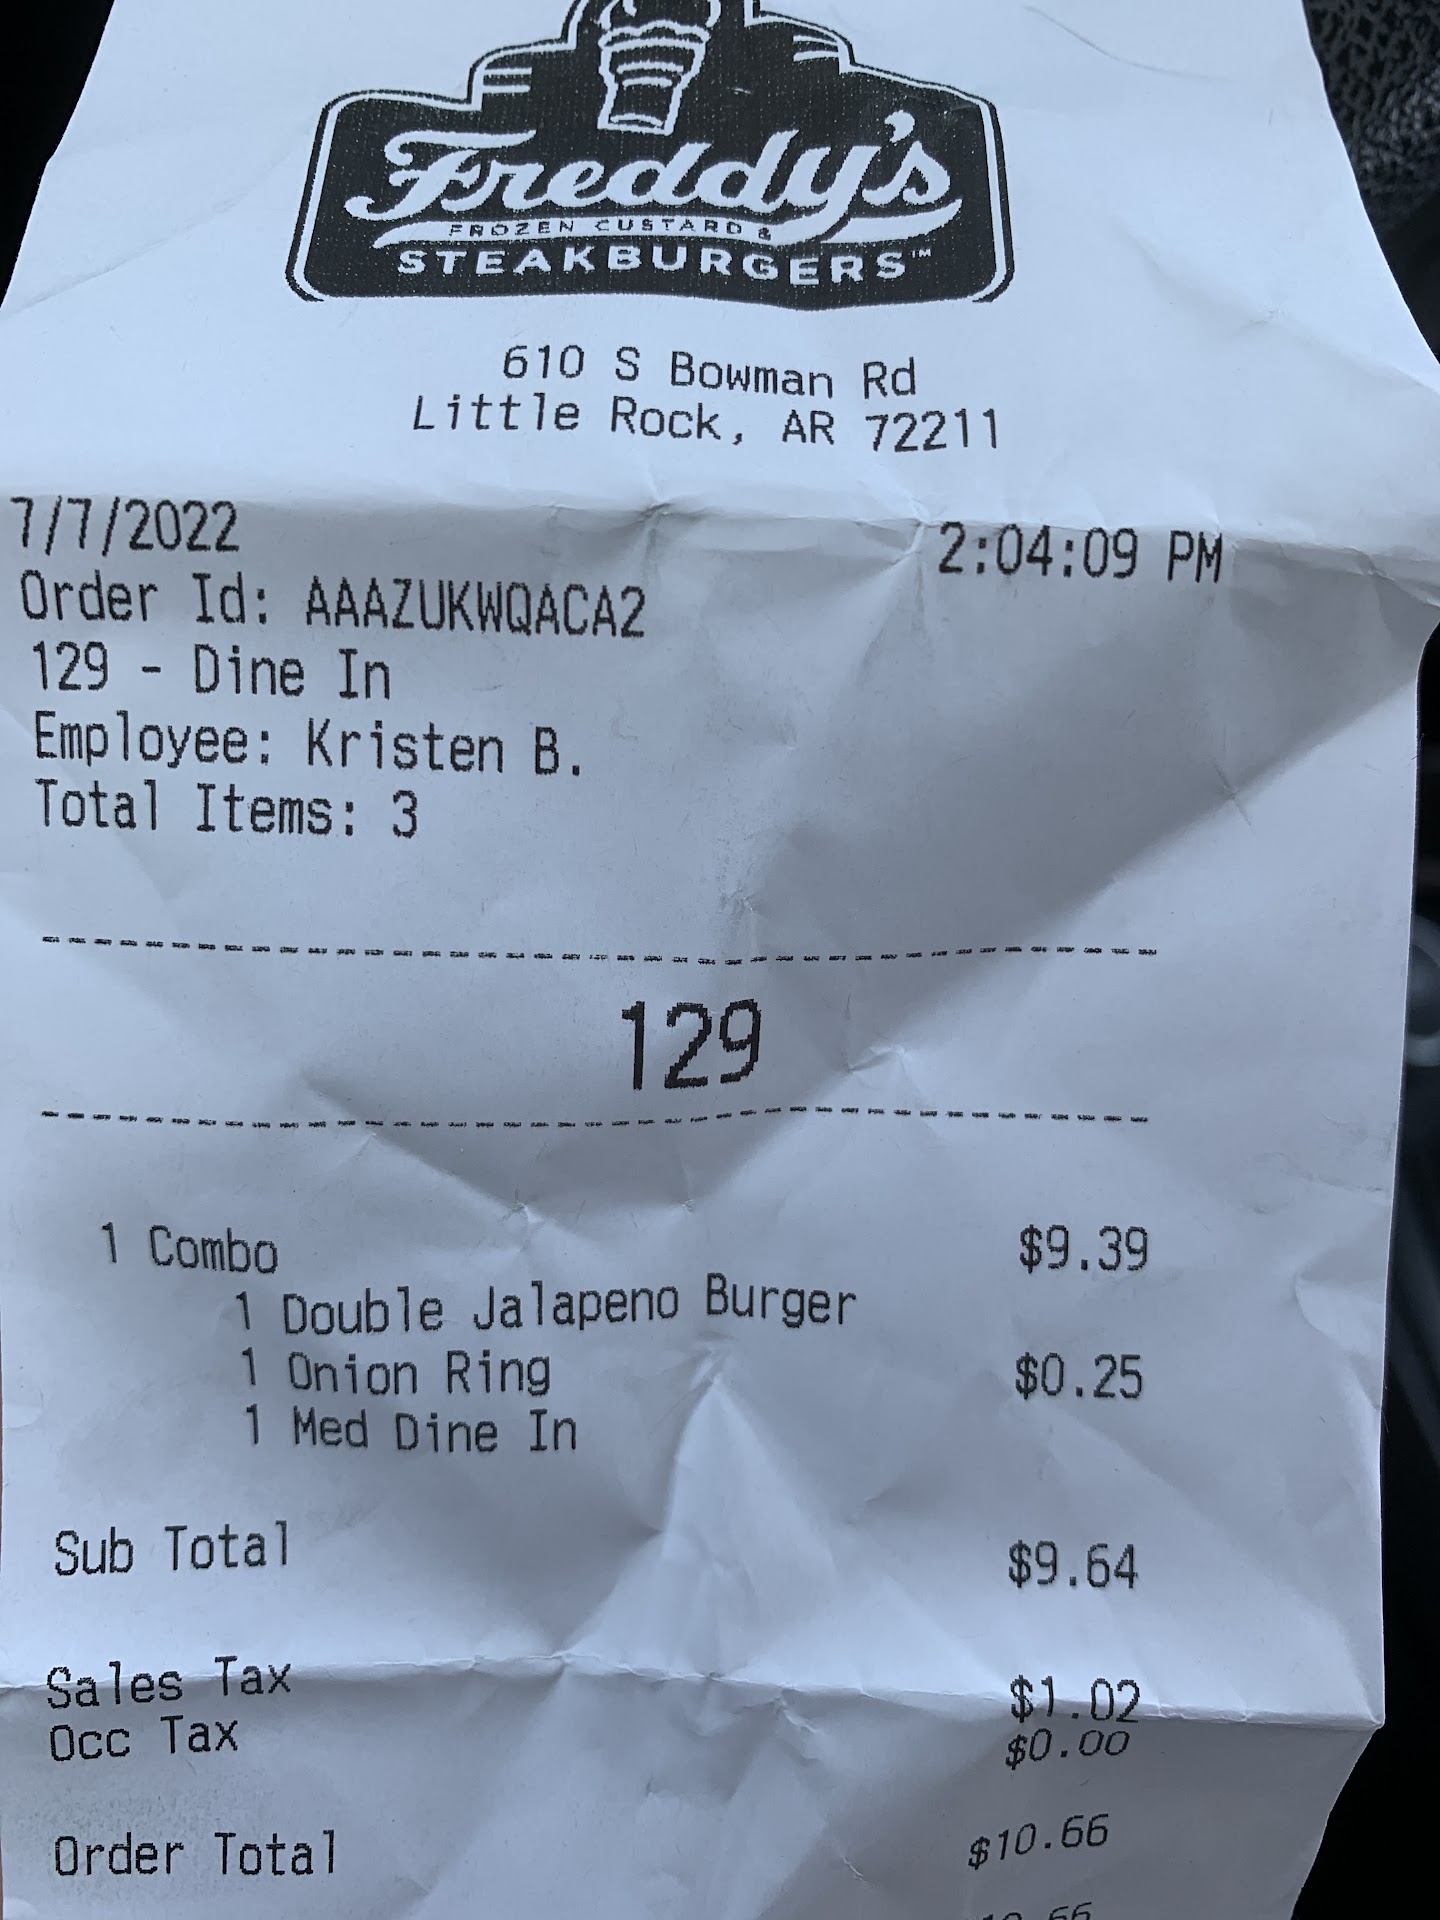 Freddy's
FROZEN CUSTARD &
STEAKBURGERS™
610 S Bowman Rd
Little Rock, AR 72211
7/7/2022 2:04:09 PM
Order Id: AAAZUKWQACA2
129 - Dine In
Employee: Kristen B.
Total Items: 3
129
1 Combo $9.39
1 Double Jalapeno Burger
1 Onion Ring $0.25
1 Med Dine In
Sub Total $9.64
Sales Tax $1.02
Occ Tax $0.00
Order Total $10.66